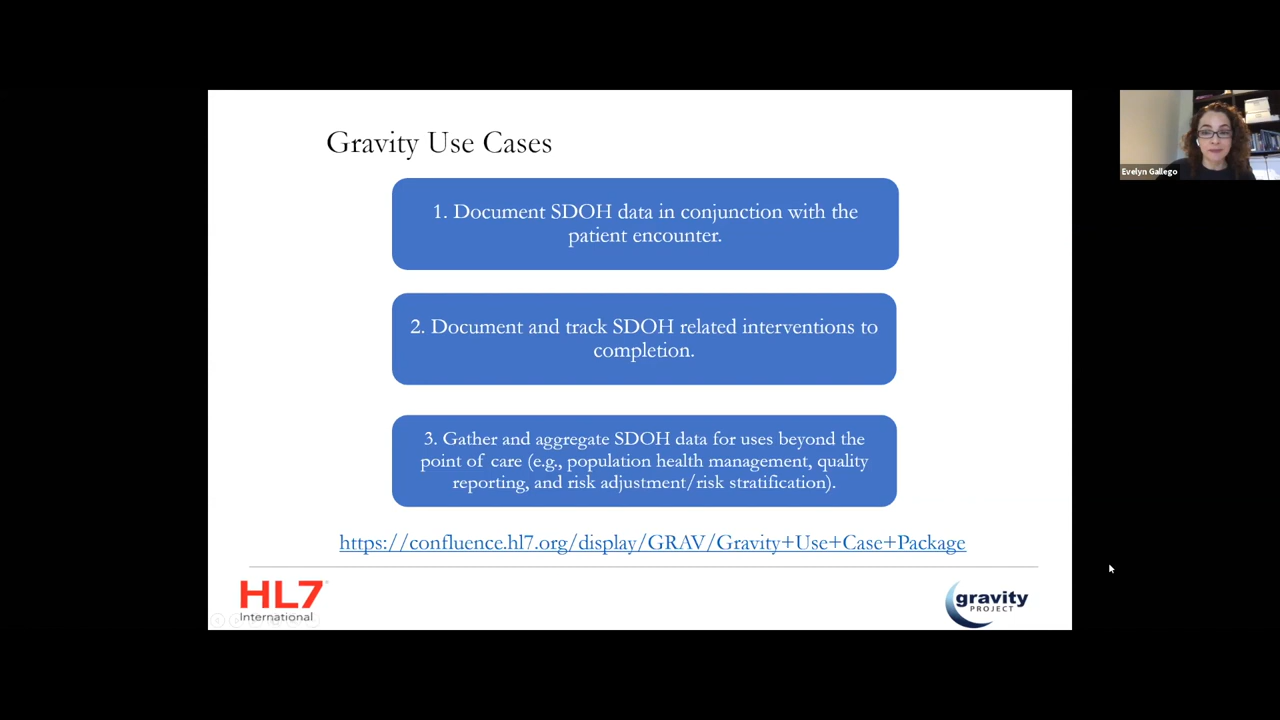 Gravity Use Cases
1. Document SDOH data in conjunction with the
patient encounter.
2. Document and track SDOH related interventions to
completion.
3. Gather and aggregate SDOH data for uses beyond the
point of care (e.g., population health management, quality
reporting, and risk adjustment/risk stratification).
https://confluence.hl7.org/display/GRAV/Gravity+Use+Case+Package
HL7
International
gravity
PROJECT
Evelyn Gallego